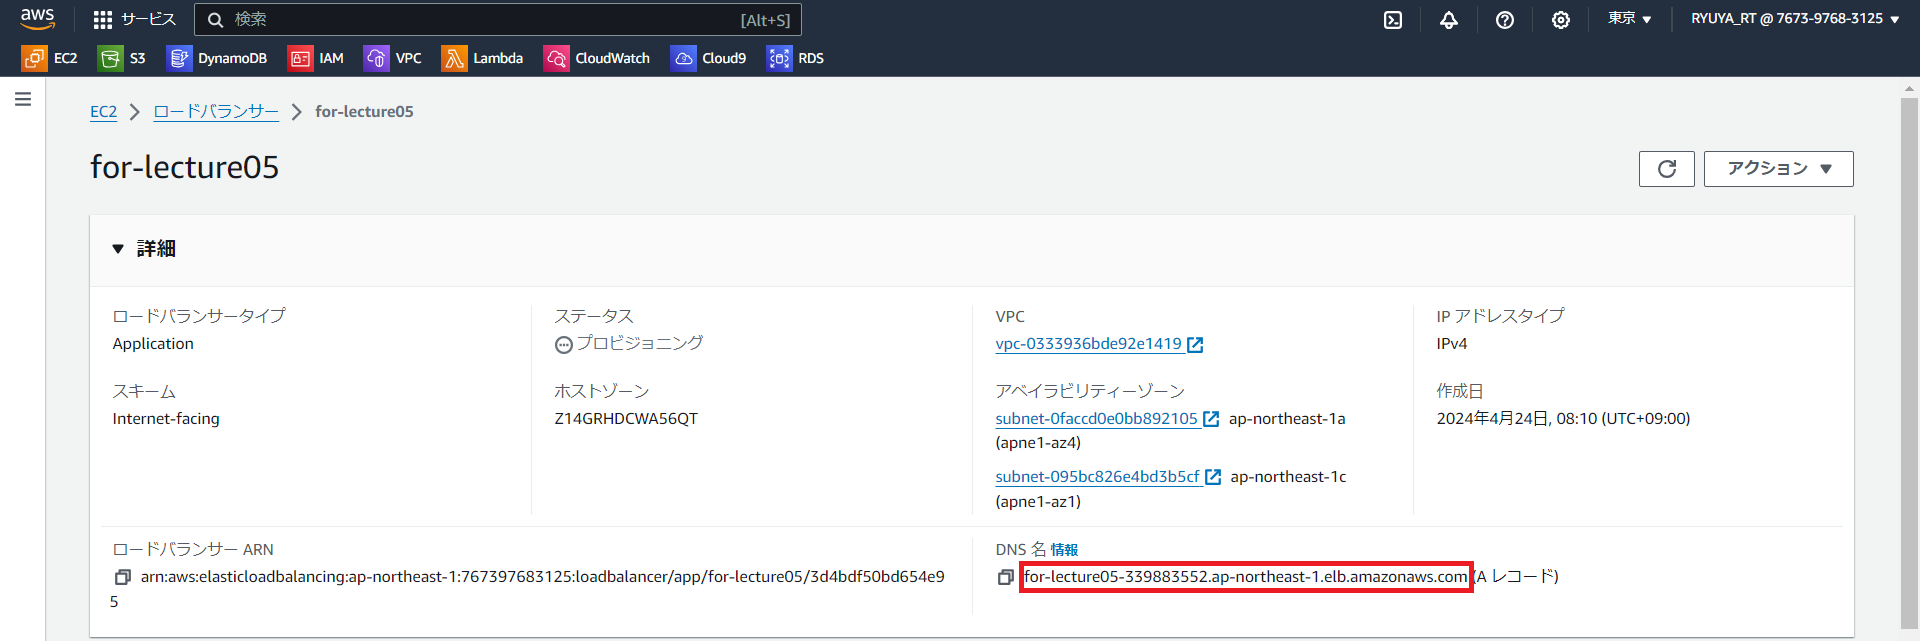 aws サービス 検索 [Alt+S] 東京 RYUYA_RT @ 7673-9768-3125
EC2 S3 DynamoDB IAM VPC Lambda CloudWatch Cloud9 RDS
EC2 ロードバランサー for-lecture05
for-lecture05
アクション
詳細
ロードバランサータイプ
Application
ステータス
プロビジョニング
VPC
vpc-0333936bde92e1419
IP アドレスタイプ
IPv4
スキーム
Internet-facing
ホストゾーン
Z14GRHDCWA56QT
アベイラビリティーゾーン
subnet-0faccd0e0bb892105 ap-northeast-1a
(apne1-az4)
subnet-095bc826e4bd3b5cf ap-northeast-1c
(apne1-az1)
作成日
2024年4月24日, 08:10 (UTC+09:00)
ロードバランサー ARN
arn:aws:elasticloadbalancing:ap-northeast-1:767397683125:loadbalancer/app/for-lecture05/3d4bdf50bd654e9
5
DNS 名 情報
for-lecture05-339883552.ap-northeast-1.elb.amazonaws.com (A レコード)